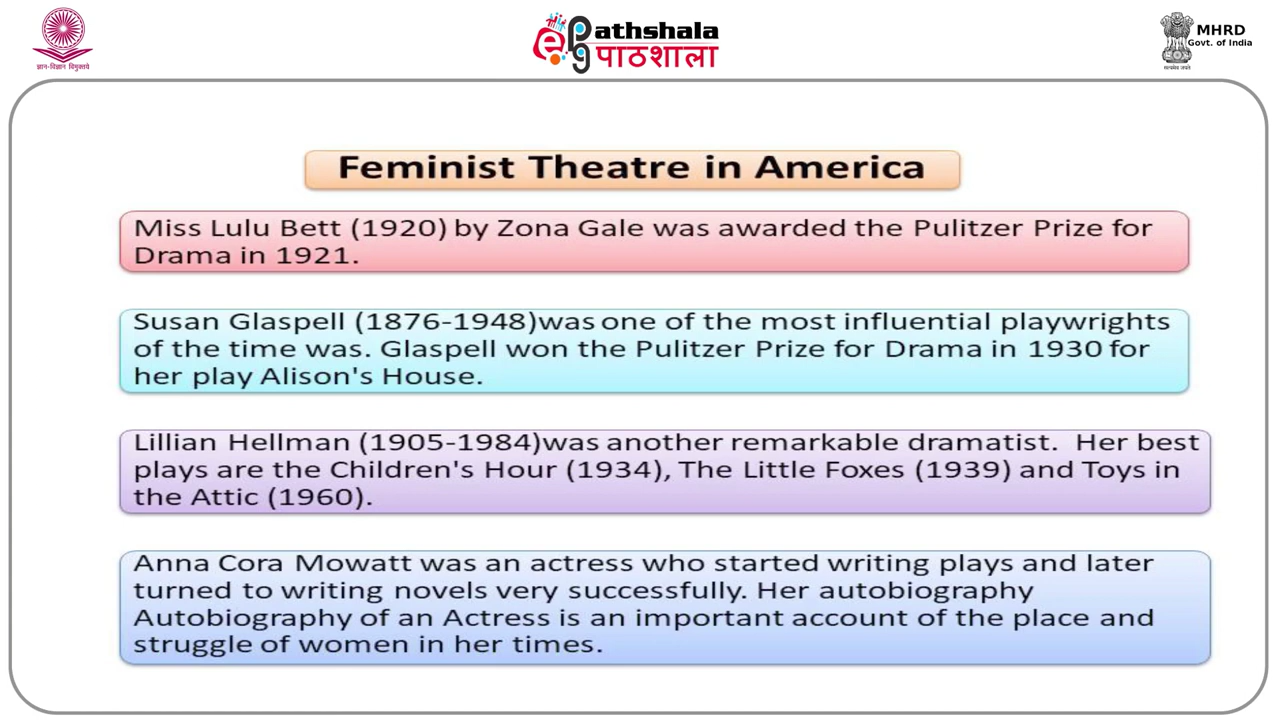 ज्ञान-विज्ञान विमुक्तये
ePathshala
पाठशाला
MHRD
Govt. of India
सत्यमेव जयते
Feminist Theatre in America
Miss Lulu Bett (1920) by Zona Gale was awarded the Pulitzer Prize for
Drama in 1921.
Susan Glaspell (1876-1948)was one of the most influential playwrights
of the time was. Glaspell won the Pulitzer Prize for Drama in 1930 for
her play Alison's House.
Lillian Hellman (1905-1984)was another remarkable dramatist.  Her best
plays are the Children's Hour (1934), The Little Foxes (1939) and Toys in
the Attic (1960).
Anna Cora Mowatt was an actress who started writing plays and later
turned to writing novels very successfully. Her autobiography
Autobiography of an Actress is an important account of the place and
struggle of women in her times.